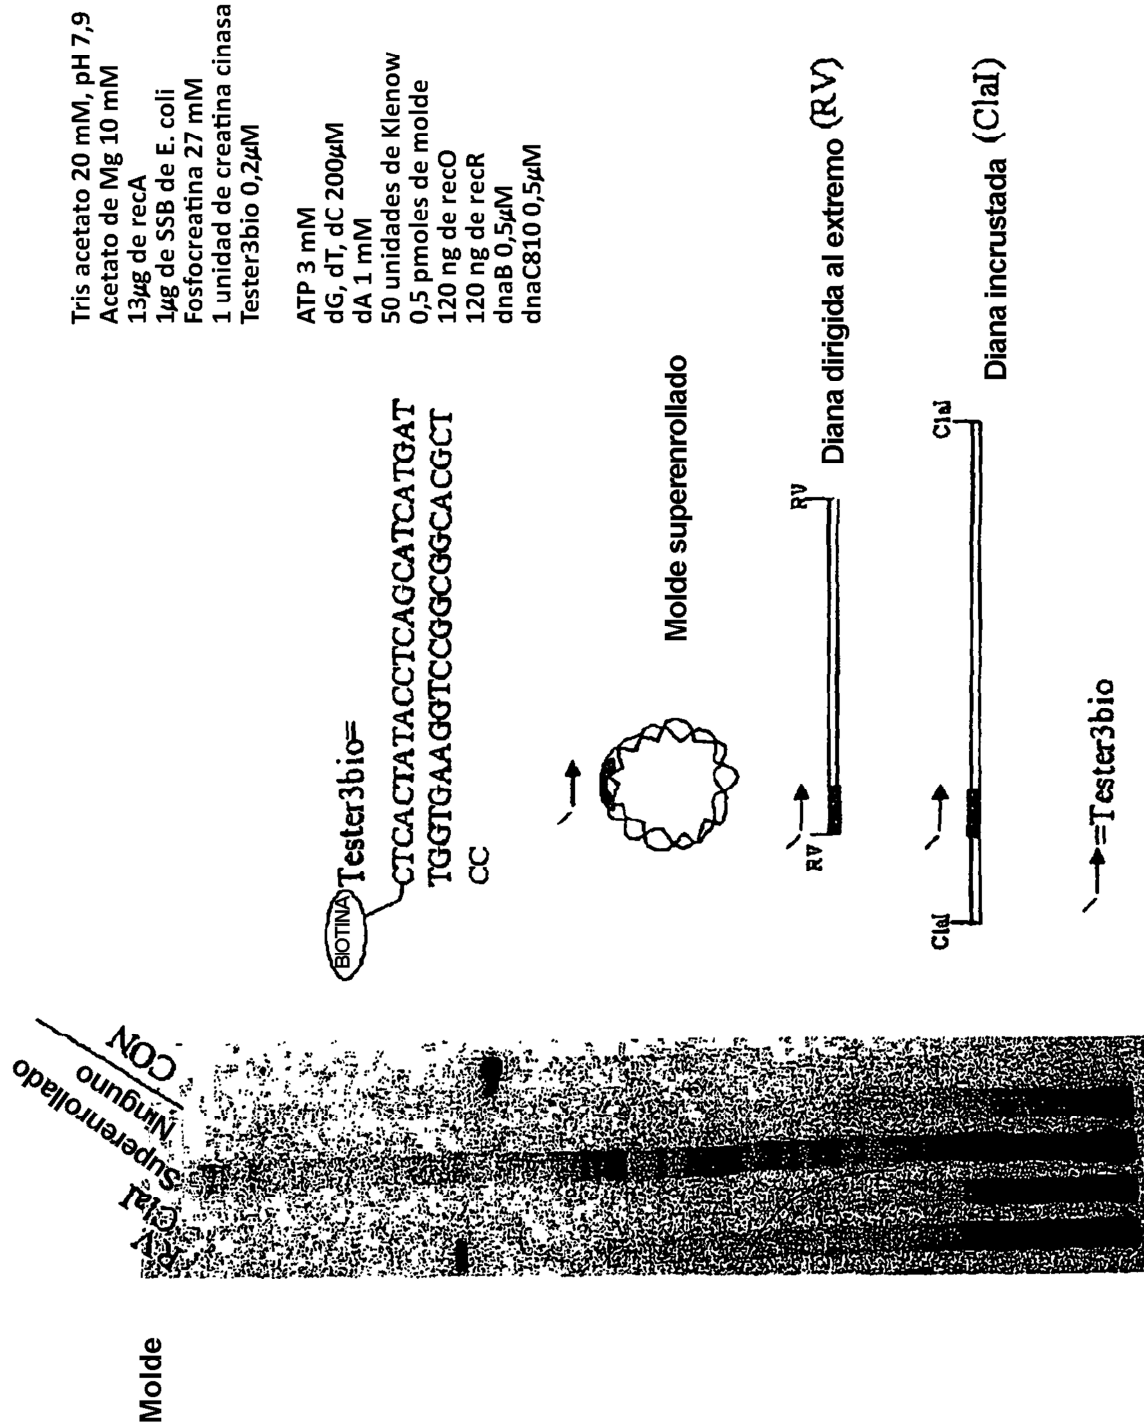 Molde
RV
ClaI
Superenrollado
Ninguno
CON
BIOTINA
Tester3bio=
CTCACTATACCTCAGCATCATGAT
TGGTGAAGGTCCGGCGGCACGCT
CC
Tris acetato 20 mM, pH 7,9
Acetato de Mg 10 mM
13µg de recA
1µg de SSB de E. coli
Fosfocreatina 27 mM
1 unidad de creatina cinasa
Tester3bio 0,2µM
ATP 3 mM
dG, dT, dC 200µM
dA 1 mM
50 unidades de Klenow
0,5 pmoles de molde
120 ng de recO
120 ng de recR
dnaB 0,5µM
dnaC810 0,5µM
Molde superenrollado
RV
RV
Diana dirigida al extremo (RV)
ClaI
ClaI
Diana incrustada (ClaI)
=Tester3bio